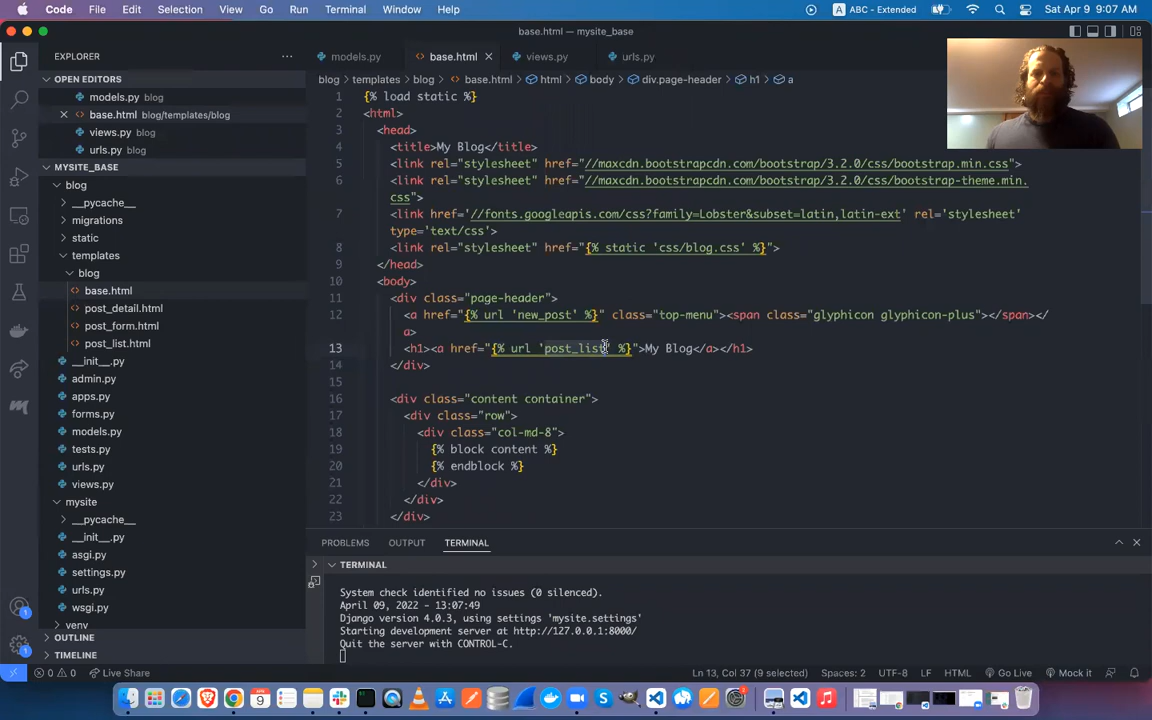 Code File Edit Selection View Go Run Terminal Window Help
A ABC - Extended Sat Apr 9 9:07 AM
base.html — mysite_base
EXPLORER
models.py base.html views.py urls.py
OPEN EDITORS
models.py blog
base.html blog/templates/blog
views.py blog
urls.py blog
MYSITE_BASE
blog
__pycache__
migrations
static
templates
blog
base.html
post_detail.html
post_form.html
post_list.html
__init__.py
admin.py
apps.py
forms.py
models.py
tests.py
urls.py
views.py
mysite
__pycache__
__init__.py
asgi.py
settings.py
urls.py
wsgi.py
venv
OUTLINE
TIMELINE
blog > templates > blog > base.html > html > body > div.page-header > h1 > a
1 {% load static %}
2 <html>
3 <head>
4 <title>My Blog</title>
5 <link rel="stylesheet" href="//maxcdn.bootstrapcdn.com/bootstrap/3.2.0/css/bootstrap.min.css">
6 <link rel="stylesheet" href="//maxcdn.bootstrapcdn.com/bootstrap/3.2.0/css/bootstrap-theme.min.
css">
7 <link href='//fonts.googleapis.com/css?family=Lobster&subset=latin,latin-ext' rel='stylesheet'
type='text/css'>
8 <link rel="stylesheet" href="{% static 'css/blog.css' %}">
9 </head>
10 <body>
11 <div class="page-header">
12 <a href="{% url 'new_post' %}" class="top-menu"><span class="glyphicon glyphicon-plus"></span></
a>
13 <h1><a href="{% url 'post_list' %}">My Blog</a></h1>
14 </div>
15
16 <div class="content container">
17 <div class="row">
18 <div class="col-md-8">
19 {% block content %}
20 {% endblock %}
21 </div>
22 </div>
23 </div>
PROBLEMS OUTPUT TERMINAL
TERMINAL
System check identified no issues (0 silenced).
April 09, 2022 - 13:07:49
Django version 4.0.3, using settings 'mysite.settings'
Starting development server at http://127.0.0.1:8000/
Quit the server with CONTROL-C.
0 0 Live Share Ln 13, Col 37 (9 selected) Spaces: 2 UTF-8 LF HTML Go Live Mock it